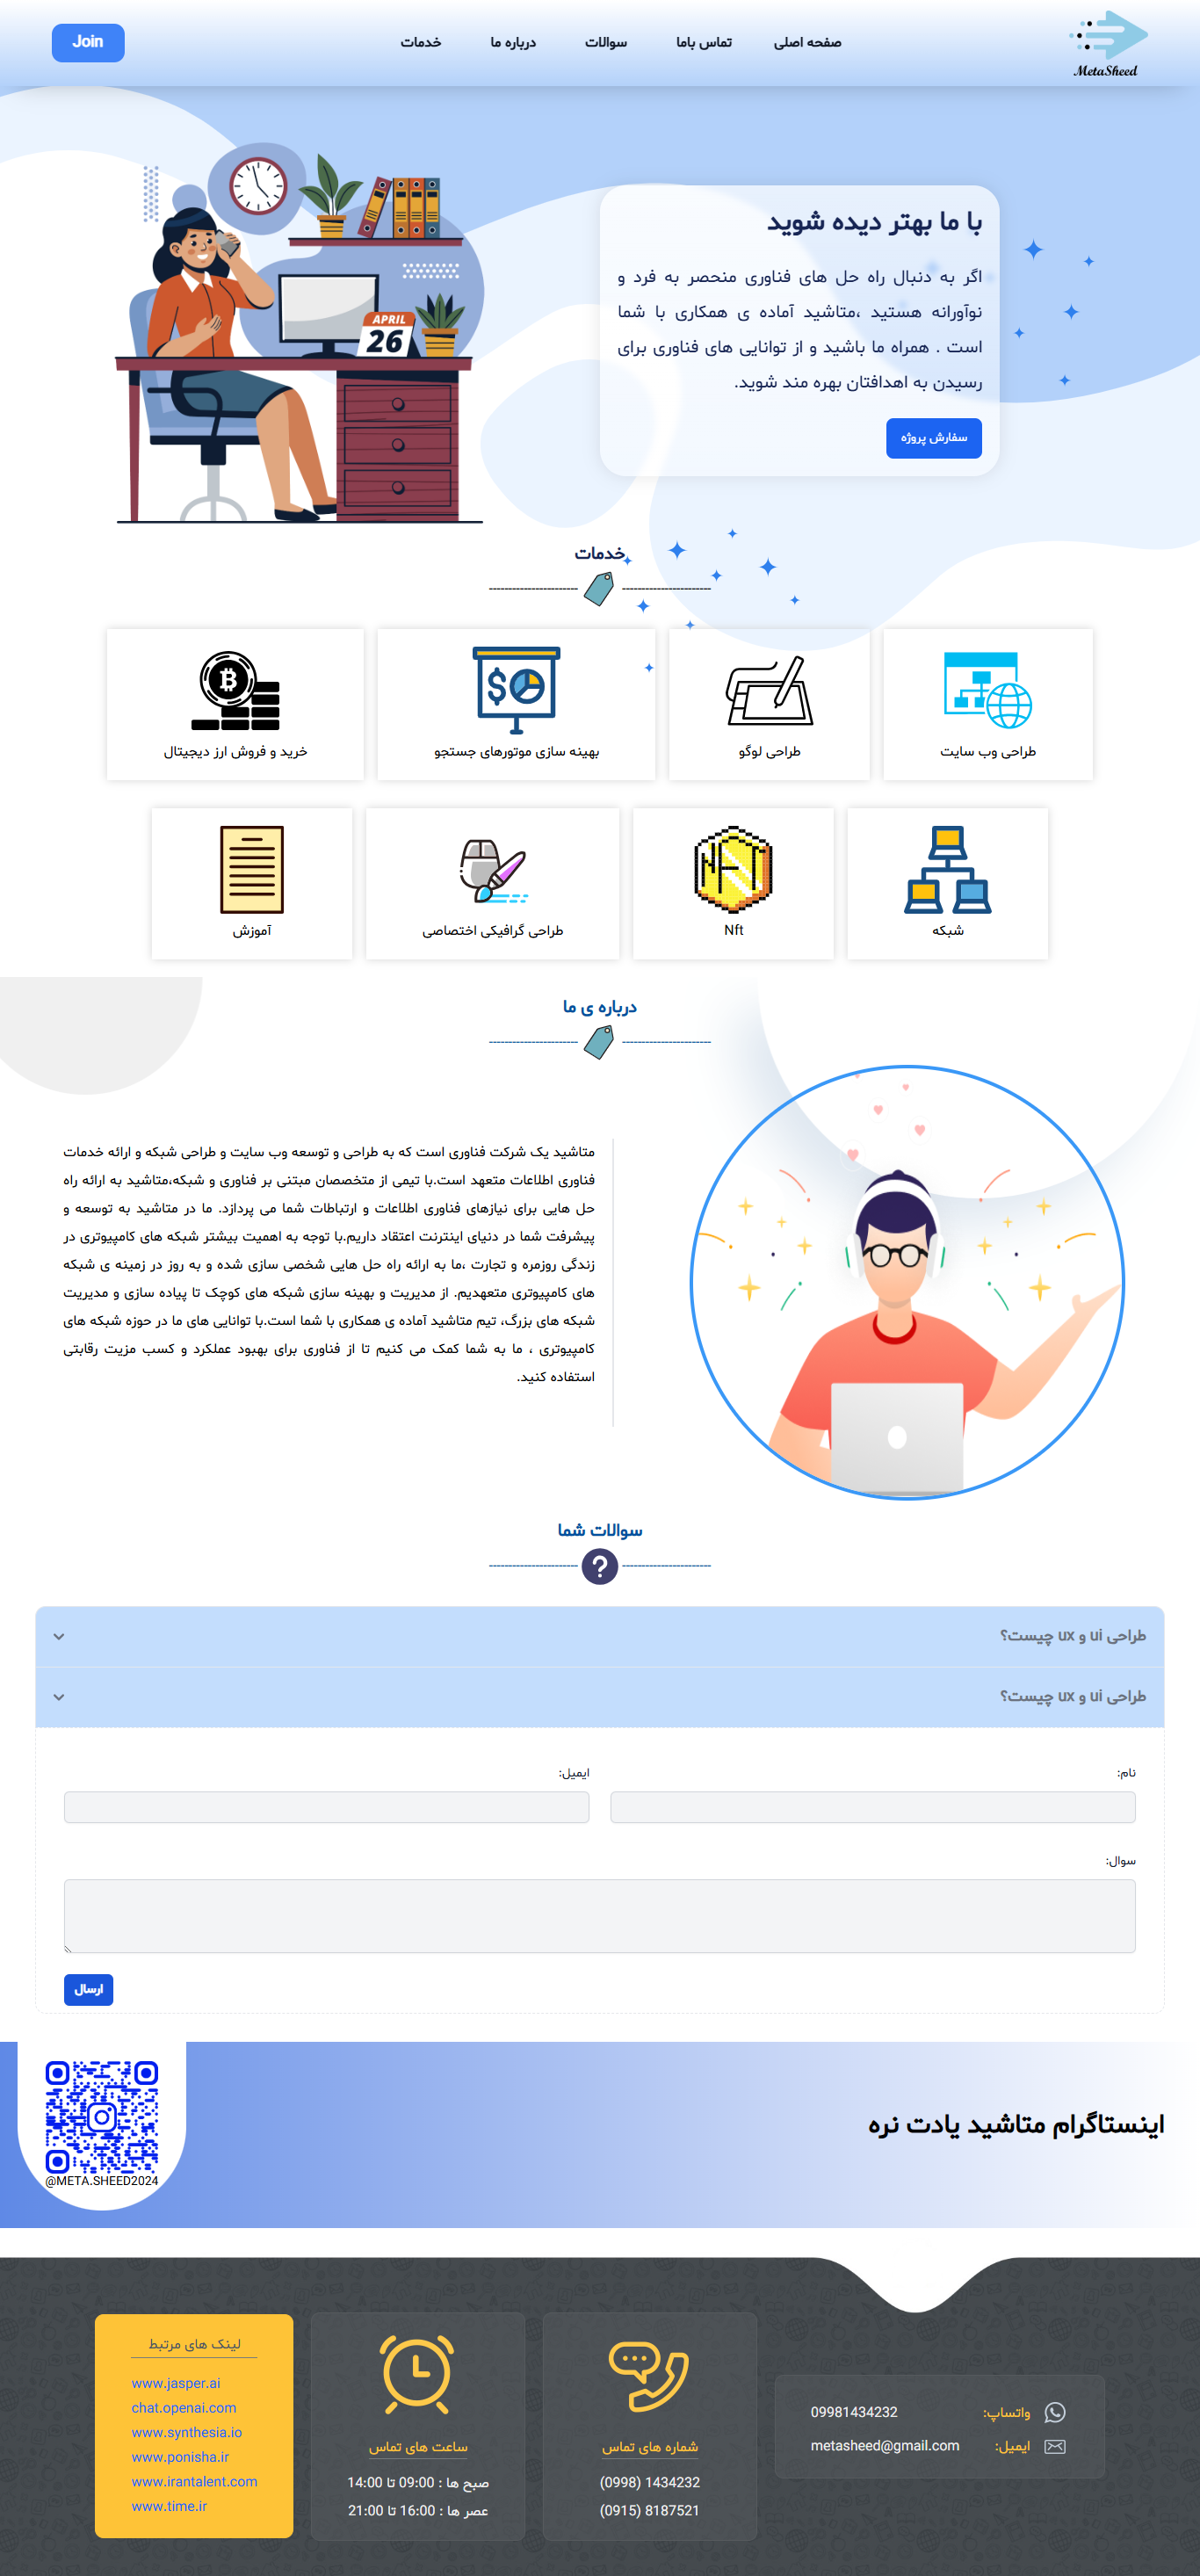 MetaSheed
صفحه اصلی
تماس باما
سوالات
درباره ما
خدمات
Join
با ما بهتر دیده شوید
اگر به دنبال راه حل های فناوری منحصر به فرد و
نوآورانه هستید ،متاشید آماده ی همکاری با شما
است . همراه ما باشید و از توانایی های فناوری برای
رسیدن به اهدافتان بهره مند شوید.
سفارش پروژه
APRIL
26
خدمات
طراحی وب سایت
طراحی لوگو
بهینه سازی موتورهای جستجو
خرید و فروش ارز دیجیتال
شبکه
Nft
طراحی گرافیکی اختصاصی
آموزش
درباره ی ما
متاشید یک شرکت فناوری است که به طراحی و توسعه وب سایت و طراحی شبکه و ارائه خدمات
فناوری اطلاعات متعهد است.با تیمی از متخصصان مبتنی بر فناوری و شبکه،متاشید به ارائه راه
حل هایی برای نیازهای فناوری اطلاعات و ارتباطات شما می پردازد. ما در متاشید به توسعه و
پیشرفت شما در دنیای اینترنت اعتقاد داریم.با توجه به اهمیت بیشتر شبکه های کامپیوتری در
زندگی روزمره و تجارت ،ما به ارائه راه حل هایی شخصی سازی شده و به روز در زمینه ی شبکه
های کامپیوتری متعهدیم. از مدیریت و بهینه سازی شبکه های کوچک تا پیاده سازی و مدیریت
شبکه های بزرگ، تیم متاشید آماده ی همکاری با شما است.با توانایی های ما در حوزه شبکه های
کامپیوتری ، ما به شما کمک می کنیم تا از فناوری برای بهبود عملکرد و کسب مزیت رقابتی
استفاده کنید.
سوالات شما
طراحی ui و ux چیست؟
طراحی ui و ux چیست؟
نام:
ایمیل:
سوال:
ارسال
اینستاگرام متاشید یادت نره
@META.SHEED2024
واتساپ:
09981434232
ایمیل:
metasheed@gmail.com
شماره های تماس
(0998) 1434232
(0915) 8187521
ساعت های تماس
صبح ها : 09:00 تا 14:00
عصر ها : 16:00 تا 21:00
لینک های مرتبط
www.jasper.ai
chat.openai.com
www.synthesia.io
www.ponisha.ir
www.irantalent.com
www.time.ir